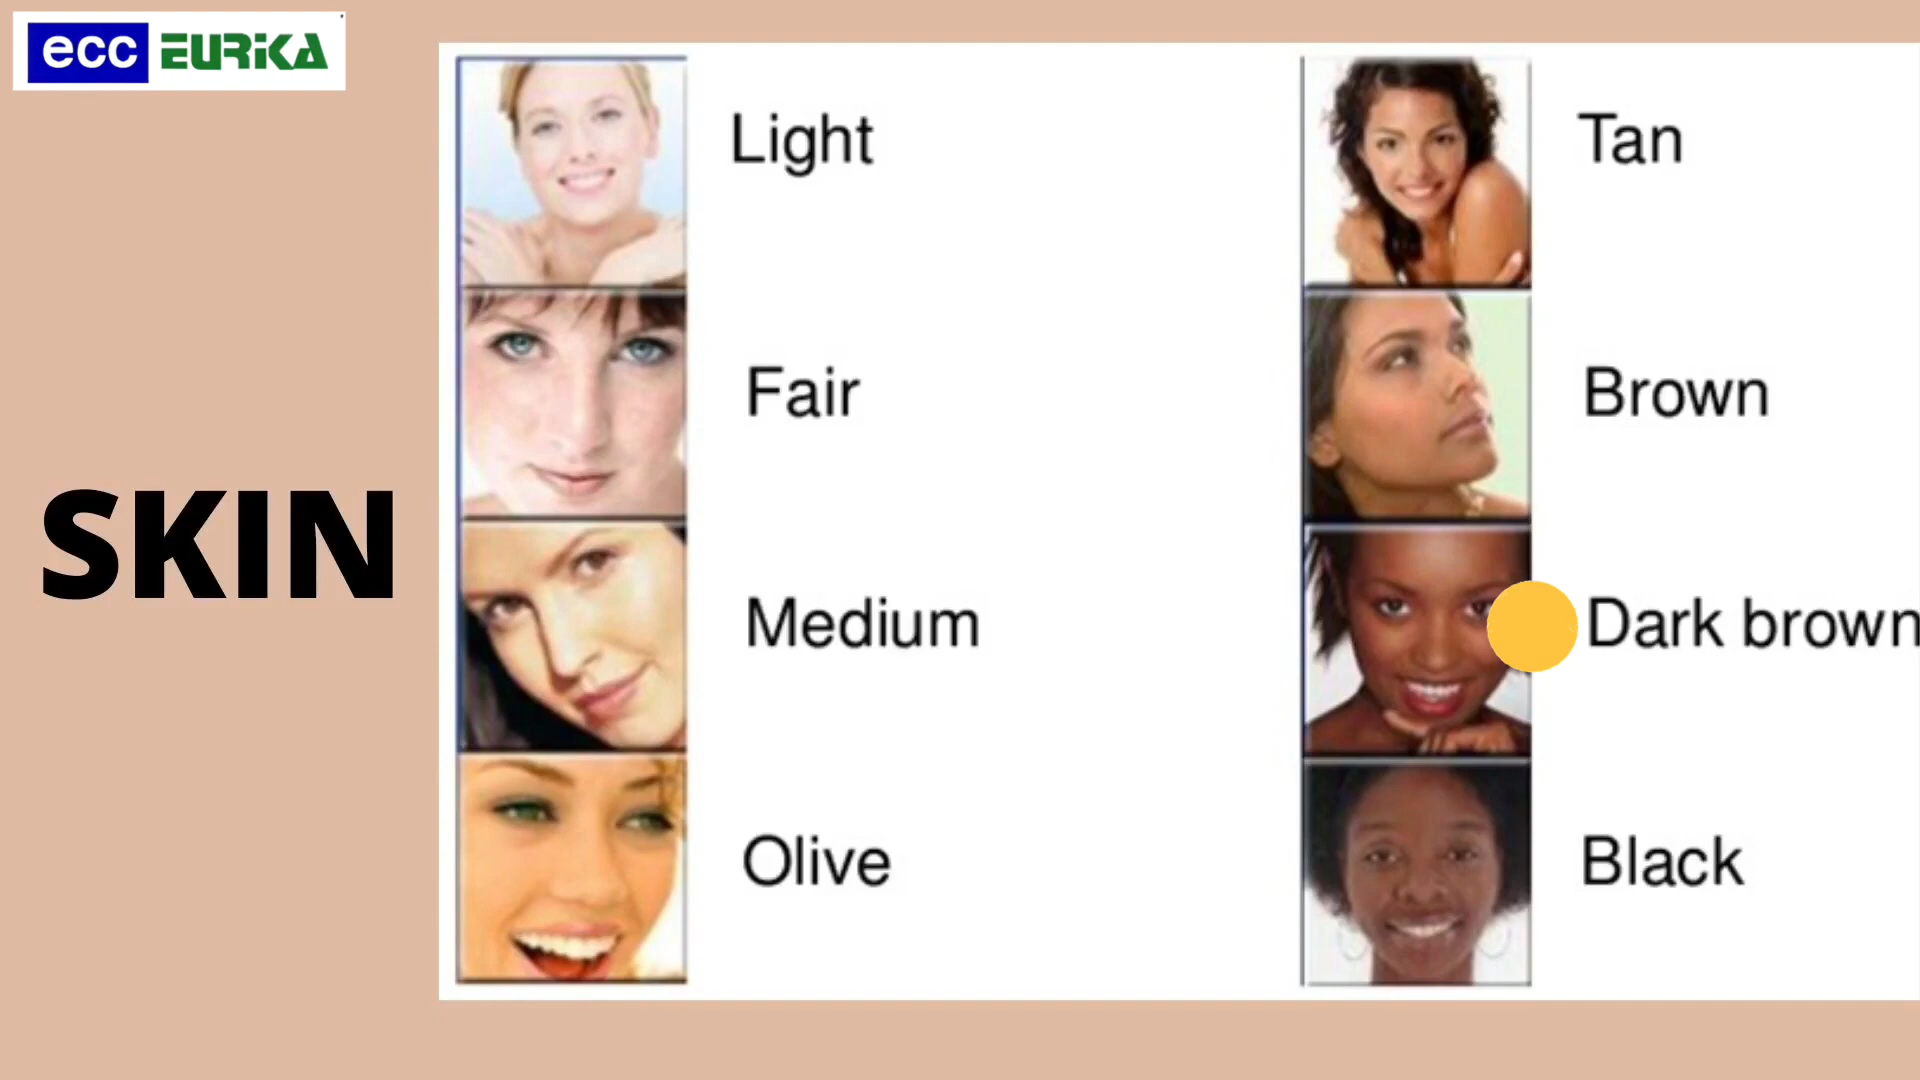 ecc EURiKA
SKIN
Light
Fair
Medium
Olive
Tan
Brown
Dark brown
Black